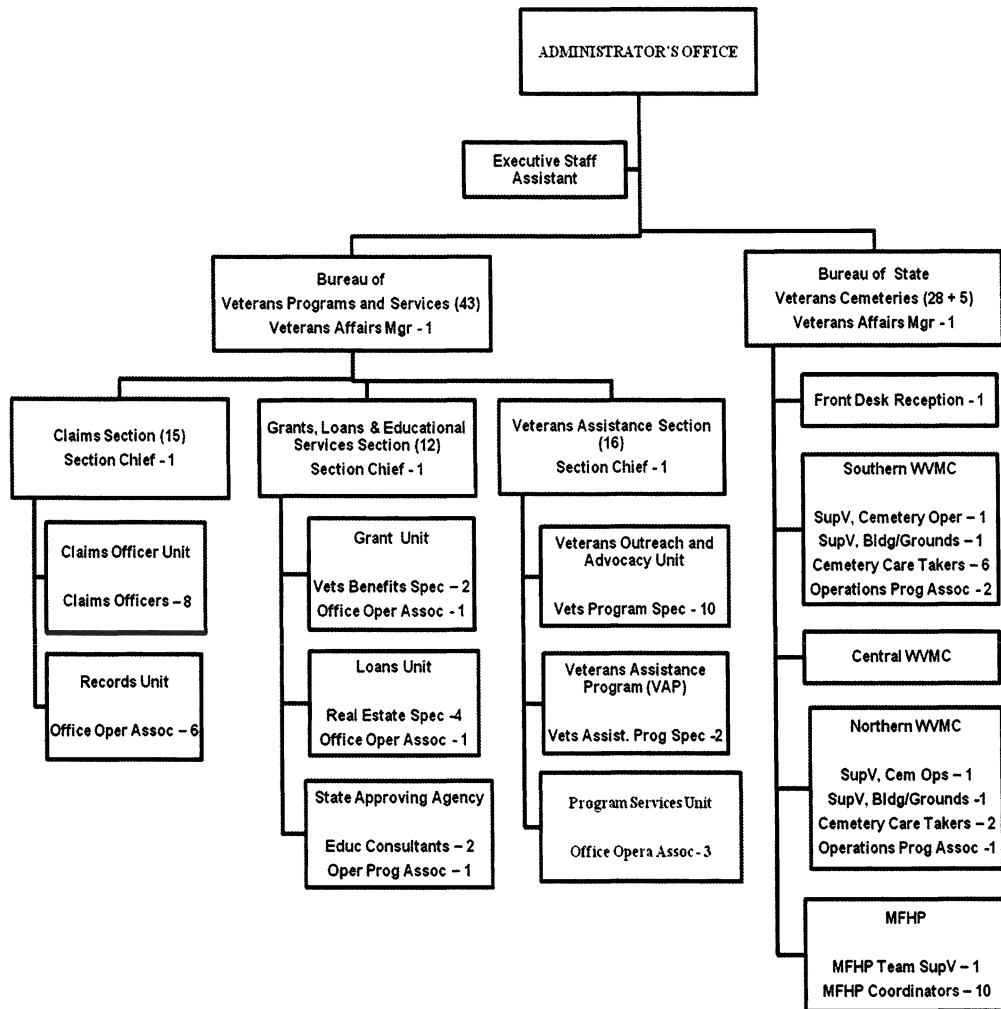 ADMINISTRATOR'S OFFICE
Executive Staff
Assistant
Bureau of
Veterans Programs and Services (43)
Veterans Affairs Mgr - 1
Bureau of State
Veterans Cemeteries (28 + 5)
Veterans Affairs Mgr - 1
Claims Section (15)
Section Chief - 1
Claims Officer Unit
Claims Officers – 8
Records Unit
Office Oper Assoc – 6
Grants, Loans & Educational
Services Section (12)
Section Chief - 1
Grant Unit
Vets Benefits Spec – 2
Office Oper Assoc - 1
Loans Unit
Real Estate Spec -4
Office Oper Assoc - 1
State Approving Agency
Educ Consultants – 2
Oper Prog Assoc – 1
Veterans Assistance Section
(16)
Section Chief - 1
Veterans Outreach and
Advocacy Unit
Vets Program Spec - 10
Veterans Assistance
Program (VAP)
Vets Assist. Prog Spec -2
Program Services Unit
Office Opera Assoc - 3
Front Desk Reception - 1
Southern WVMC
SupV, Cemetery Oper – 1
SupV, Bldg/Grounds – 1
Cemetery Care Takers – 6
Operations Prog Assoc -2
Central WVMC
Northern WVMC
SupV, Cem Ops – 1
SupV, Bldg/Grounds -1
Cemetery Care Takers – 2
Operations Prog Assoc -1
MFHP
MFHP Team SupV – 1
MFHP Coordinators – 10